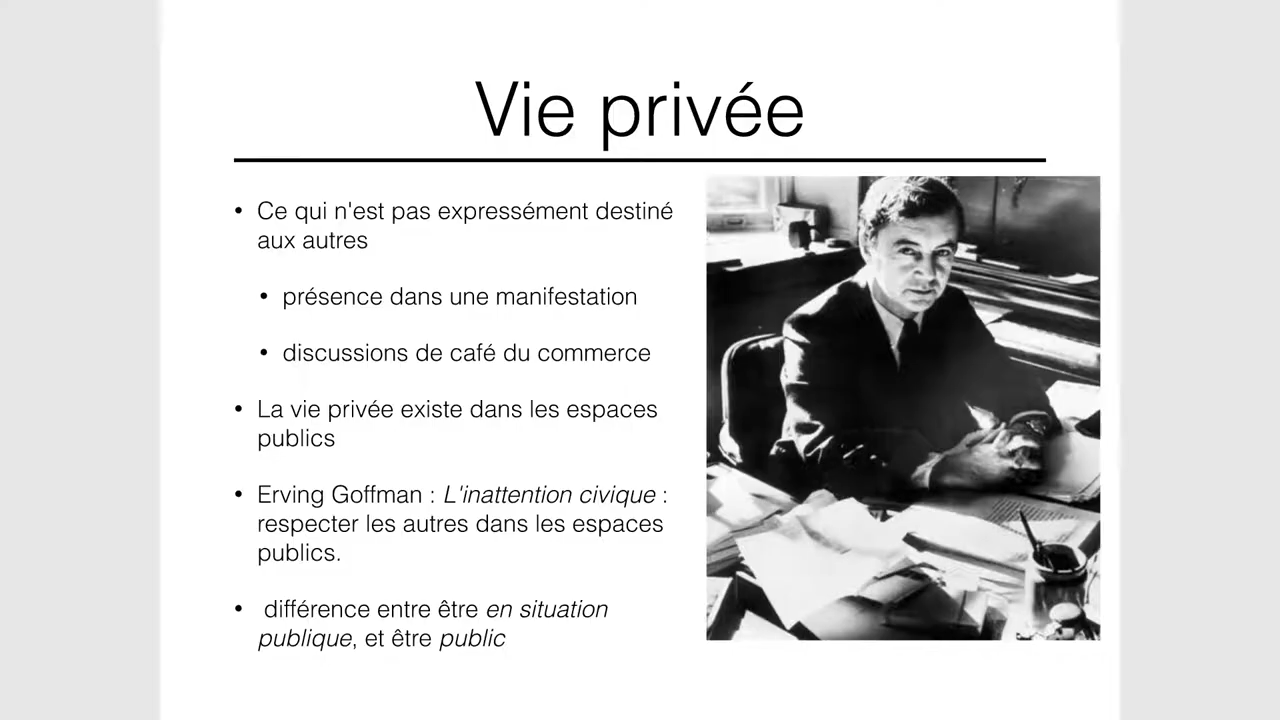 Vie privée
• Ce qui n'est pas expressément destiné
aux autres
• présence dans une manifestation
• discussions de café du commerce
• La vie privée existe dans les espaces
publics
• Erving Goffman : L'inattention civique :
respecter les autres dans les espaces
publics.
• différence entre être en situation
publique, et être public